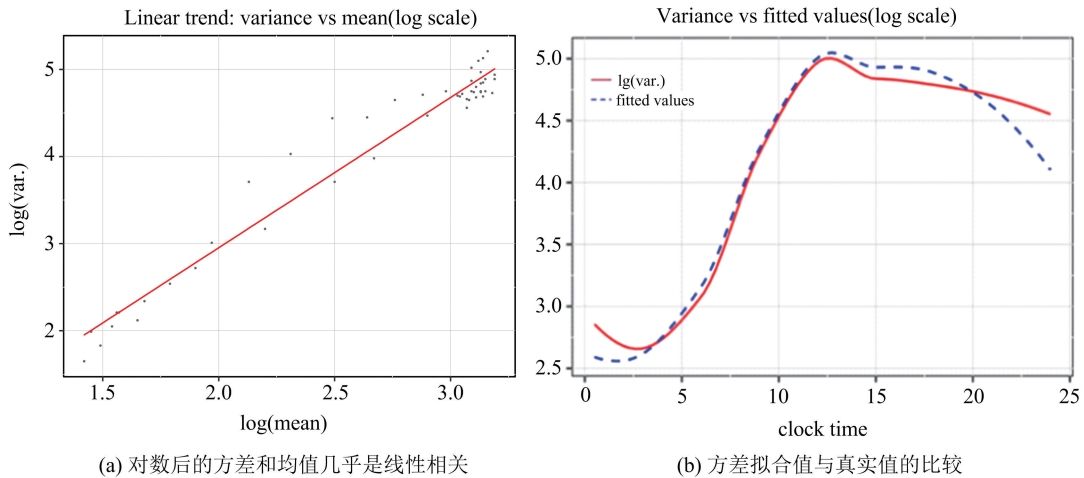 Linear trend: variance vs mean(log scale)
5
4
3
2
log(var.)
1.5 2.0 2.5 3.0
log(mean)
(a) 对数后的方差和均值几乎是线性相关
Variance vs fitted values(log scale)
5.0
4.5
4.0
3.5
3.0
2.5
lg(var.)
fitted values
0 5 10 15 20 25
clock time
(b) 方差拟合值与真实值的比较